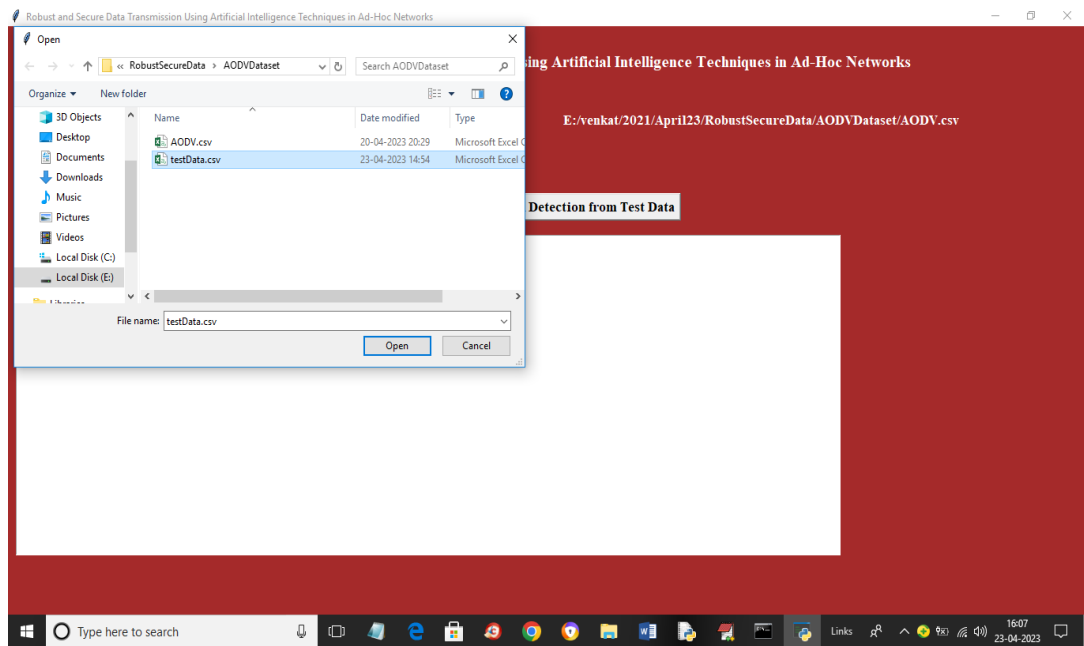 Robust and Secure Data Transmission Using Artificial Intelligence Techniques in Ad-Hoc Networks
Open
« RobustSecureData > AODVDataset
Search AODVDataset
Organize
New folder
3D Objects
Desktop
Documents
Downloads
Music
Pictures
Videos
Local Disk (C:)
Local Disk (E:)
Name
Date modified
Type
AODV.csv
20-04-2023 20:29
Microsoft Excel C
testData.csv
23-04-2023 14:54
Microsoft Excel C
File name:
testData.csv
Open
Cancel
ing Artificial Intelligence Techniques in Ad-Hoc Networks
E:/venkat/2021/April23/RobustSecureData/AODVDataset/AODV.csv
Detection from Test Data
Type here to search
Links
16:07
23-04-2023